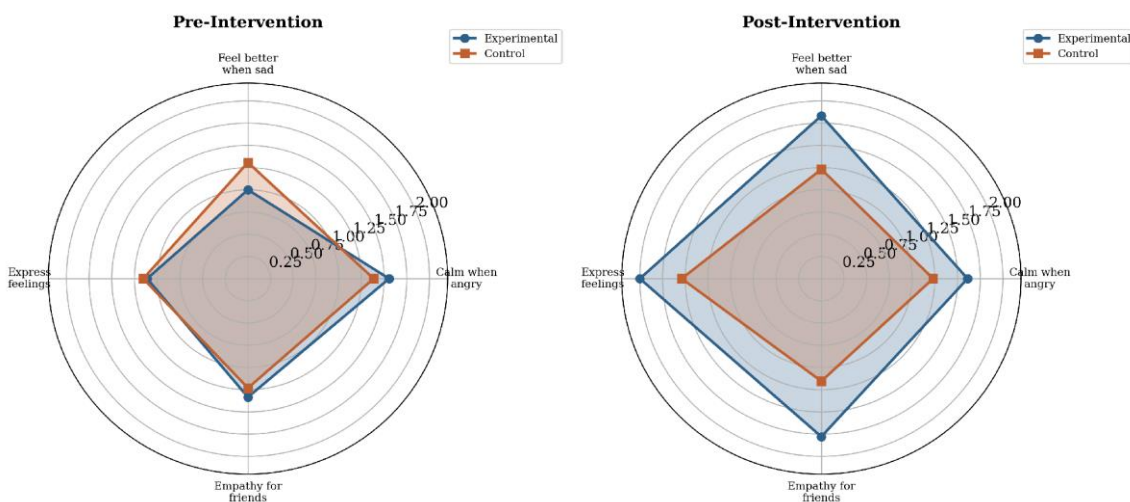 Pre-Intervention
Experimental
Control
Feel better
when sad
Express
feelings
Calm when
angry
Empathy for
friends
0.25
0.50
0.75
1.00
1.25
1.50
1.75
2.00
Post-Intervention
Experimental
Control
Feel better
when sad
Express
feelings
Calm when
angry
Empathy for
friends
0.25
0.50
0.75
1.00
1.25
1.50
1.75
2.00